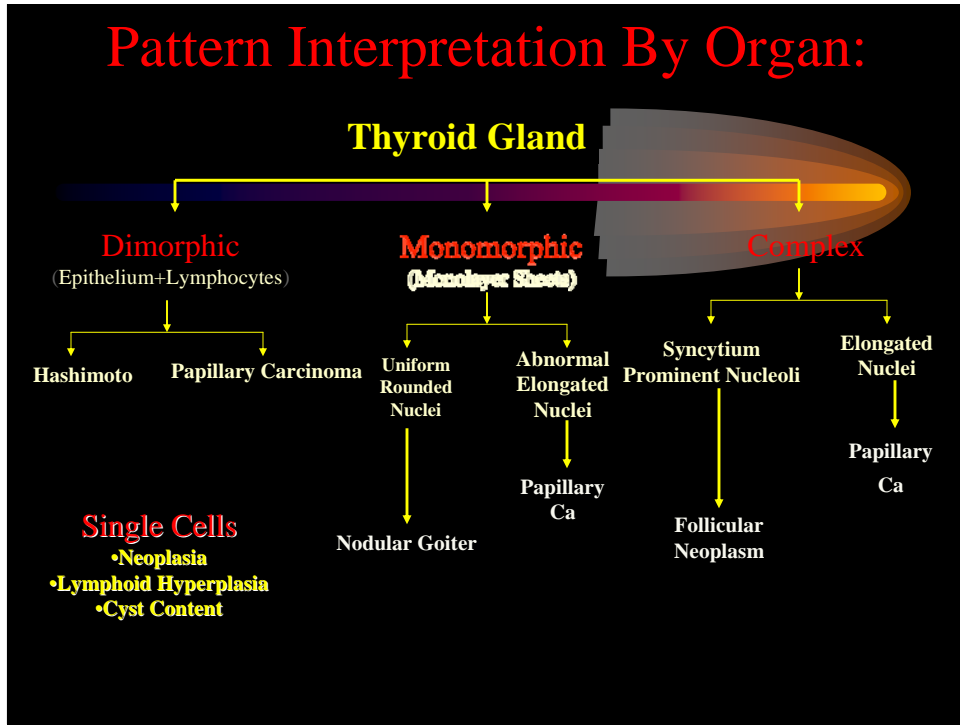 Pattern Interpretation By Organ:
Thyroid Gland
Dimorphic
(Epithelium+Lymphocytes)
Hashimoto
Papillary Carcinoma
Monomorphic
(Monolayer Sheets)
Uniform
Rounded
Nuclei
Nodular Goiter
Abnormal
Elongated
Nuclei
Papillary
Ca
Complex
Syncytium
Prominent Nucleoli
Follicular
Neoplasm
Elongated
Nuclei
Papillary
Ca
Single Cells
•Neoplasia
•Lymphoid Hyperplasia
•Cyst Content